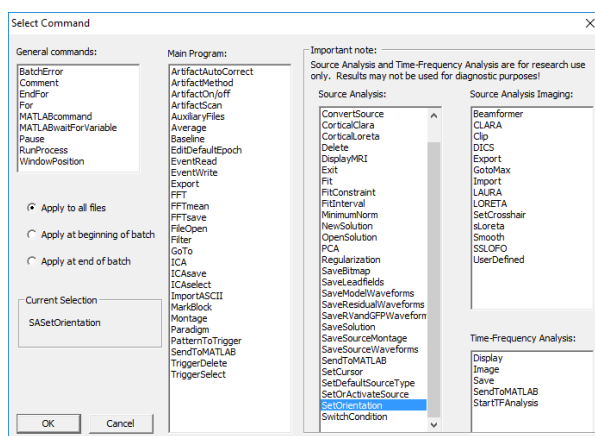 Select Command
General commands:
BatchError
Comment
EndFor
For
MATLABcommand
MATLABwaitForVariable
Pause
RunProcess
WindowPosition
Apply to all files
Apply at beginning of batch
Apply at end of batch
Current Selection
SASetOrientation
OK
Cancel
Main Program:
ArtifactAutoCorrect
ArtifactMethod
ArtifactOn/off
ArtifactScan
AuxiliaryFiles
Average
Baseline
EditDefaultEpoch
EventRead
EventWrite
Export
FFT
FFTmean
FFTsave
FileOpen
Filter
GoTo
ICA
ICAsave
ICAselect
ImportASCII
MarkBlock
Montage
Paradigm
PatternToTrigger
SendToMATLAB
TriggerDelete
TriggerSelect
Important note:
Source Analysis and Time-Frequency Analysis are for research use
only. Results may not be used for diagnostic purposes!
Source Analysis:
ConvertSource
CorticalClara
CorticalLoreta
Delete
DisplayMRI
Exit
Fit
FitConstraint
FitInterval
MinimumNorm
NewSolution
OpenSolution
PCA
Regularization
SaveBitmap
SaveLeadfields
SaveModelWaveforms
SaveResidualWaveforms
SaveRVandGFPWaveform
SaveSolution
SaveSourceMontage
SaveSourceWaveforms
SendToMATLAB
SetCursor
SetDefaultSourceType
SetOrActivateSource
SetOrientation
SwitchCondition
Source Analysis Imaging:
Beamformer
CLARA
Clip
DICS
Export
GotoMax
Import
LAURA
LORETA
SetCrosshair
sLoreta
Smooth
SSLOFO
UserDefined
Time-Frequency Analysis:
Display
Image
Save
SendToMATLAB
StartTFAnalysis